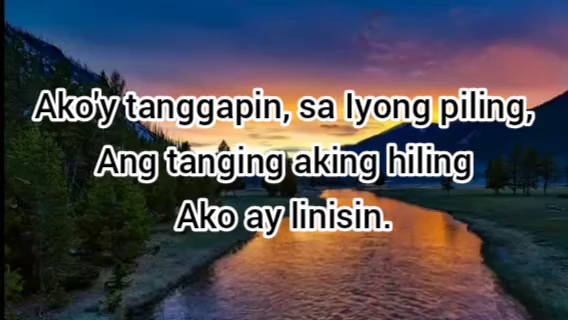 Ako'y tanggapin, sa Iyong piling,
Ang tanging aking hiling
Ako ay linisin.